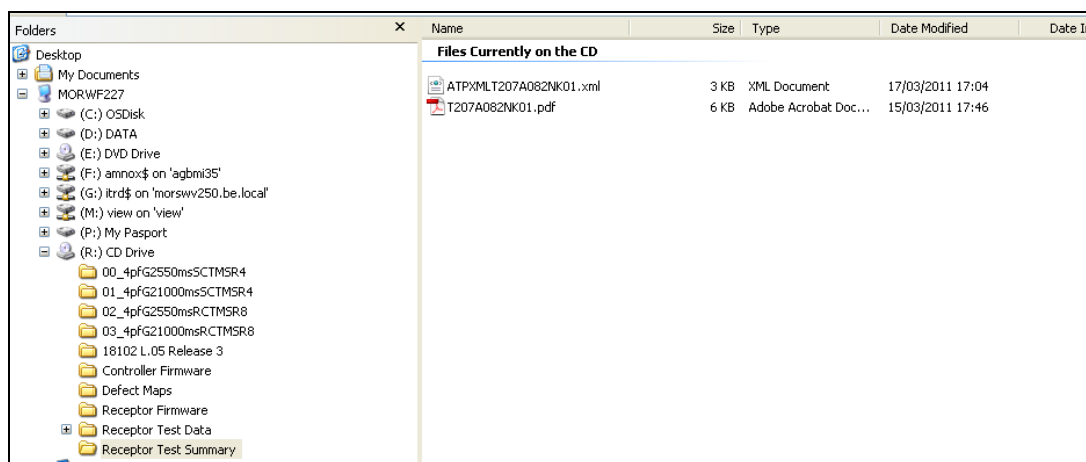 Folders
Desktop
My Documents
MORWF227
(C:) OSDisk
(D:) DATA
(E:) DVD Drive
(F:) amnox$ on 'agbmi35'
(G:) itrd$ on 'morswv250.be.local'
(M:) view on 'view'
(P:) My Pasport
(R:) CD Drive
00_4pfG2550msSCTMSR4
01_4pfG21000msSCTMSR4
02_4pfG2550msRCTMSR8
03_4pfG21000msRCTMSR8
18102 L.05 Release 3
Controller Firmware
Defect Maps
Receptor Firmware
Receptor Test Data
Receptor Test Summary
Name Size Type Date Modified Date I
Files Currently on the CD
ATPXMLT207A082NK01.xml 3 KB XML Document 17/03/2011 17:04
T207A082NK01.pdf 6 KB Adobe Acrobat Doc... 15/03/2011 17:46